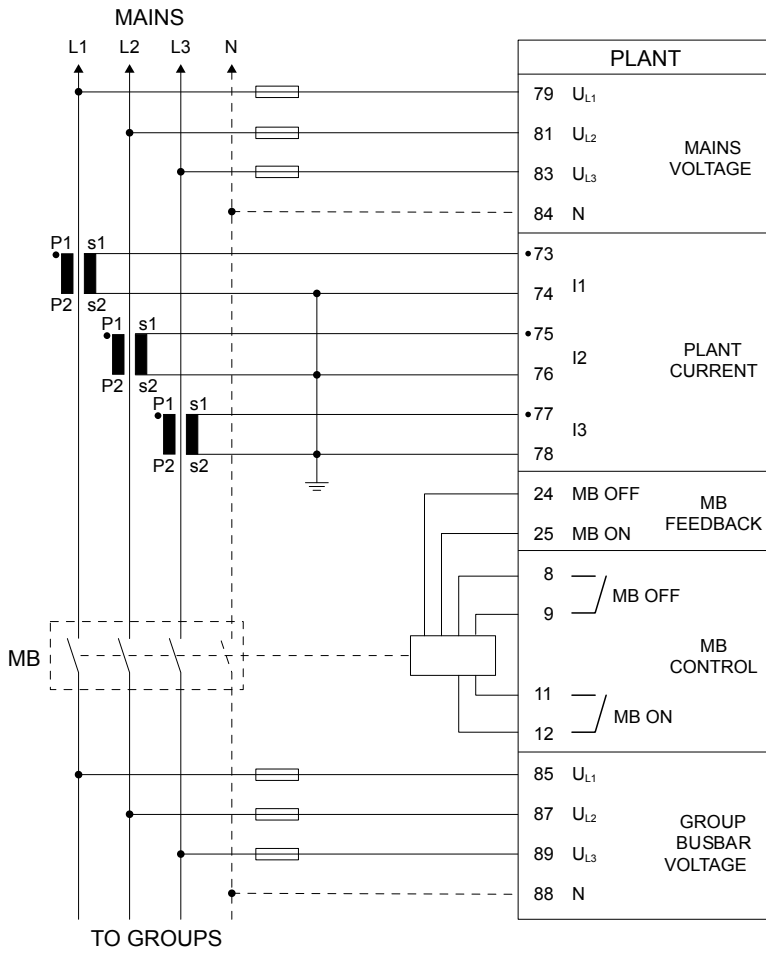 MAINS
L1 L2 L3 N
PLANT
79 UL1
81 UL2
83 UL3
84 N
MAINS
VOLTAGE
P1 s1
P2 s2
P1 s1
P2 s2
P1 s1
P2 s2
73
74
I1
75
76
I2
77
78
I3
PLANT
CURRENT
24 MB OFF
25 MB ON
MB
FEEDBACK
8
9
MB OFF
11
12
MB ON
MB
CONTROL
MB
85 UL1
87 UL2
89 UL3
88 N
GROUP
BUSBAR
VOLTAGE
TO GROUPS